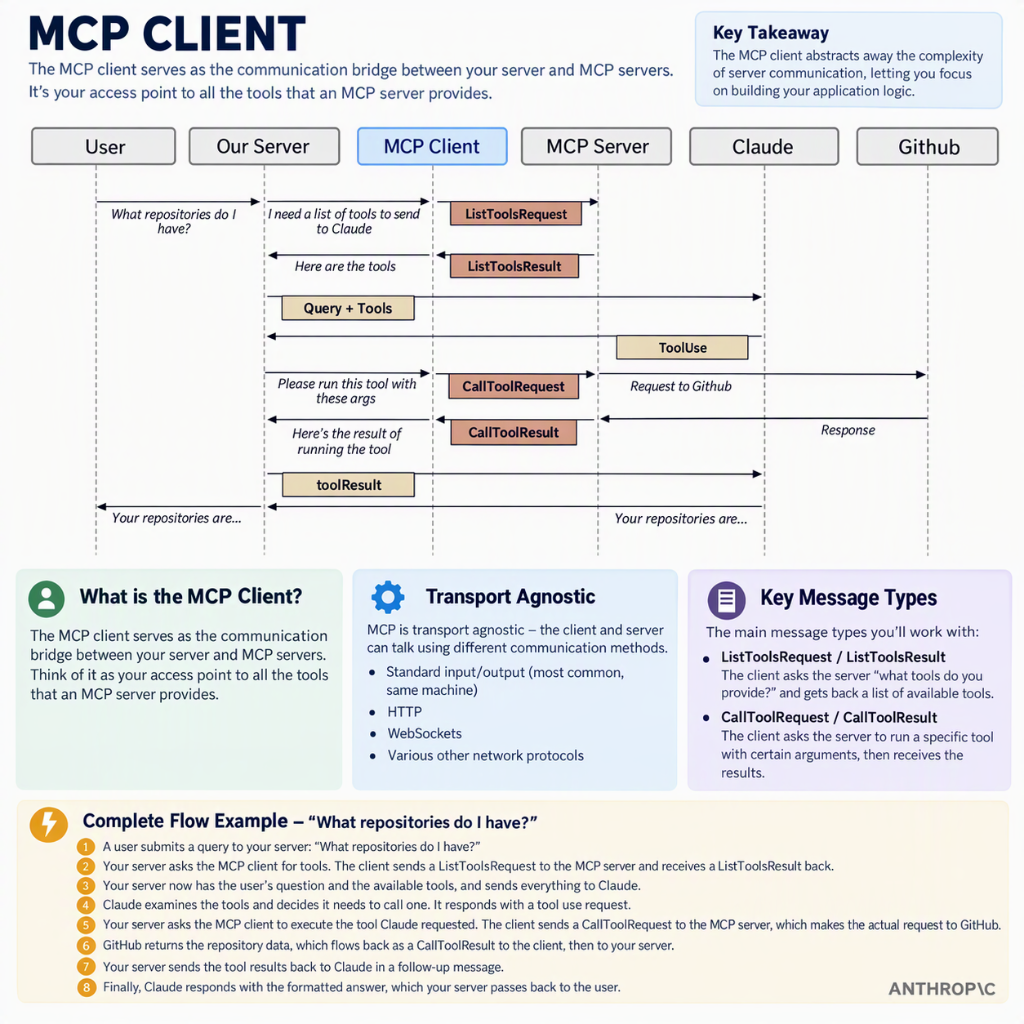 MCP CLIENT
The MCP client serves as the communication bridge between your server and MCP servers.
It's your access point to all the tools that an MCP server provides.
Key Takeaway
The MCP client abstracts away the complexity
of server communication, letting you focus
on building your application logic.
User
Our Server
MCP Client
MCP Server
Claude
Github
What repositories do I
have?
I need a list of tools to send
to Claude
ListToolsRequest
Here are the tools
ListToolsResult
Query + Tools
ToolUse
Please run this tool with
these args
CallToolRequest
Request to Github
Here's the result of
running the tool
CallToolResult
Response
toolResult
Your repositories are...
Your repositories are...
What is the MCP Client?
The MCP client serves as the communication
bridge between your server and MCP servers.
Think of it as your access point to all the tools
that an MCP server provides.
Transport Agnostic
MCP is transport agnostic – the client and server
can talk using different communication methods.
• Standard input/output (most common,
same machine)
• HTTP
• WebSockets
• Various other network protocols
Key Message Types
The main message types you'll work with:
• ListToolsRequest / ListToolsResult
The client asks the server "what tools do you
provide?" and gets back a list of available tools.
• CallToolRequest / CallToolResult
The client asks the server to run a specific tool
with certain arguments, then receives the
results.
Complete Flow Example – "What repositories do I have?"
1 A user submits a query to your server: "What repositories do I have?"
2 Your server asks the MCP client for tools. The client sends a ListToolsRequest to the MCP server and receives a ListToolsResult back.
3 Your server now has the user's question and the available tools, and sends everything to Claude.
4 Claude examines the tools and decides it needs to call one. It responds with a tool use request.
5 Your server asks the MCP client to execute the tool Claude requested. The client sends a CallToolRequest to the MCP server, which makes the actual request to GitHub.
6 GitHub returns the repository data, which flows back as a CallToolResult to the client, then to your server.
7 Your server sends the tool results back to Claude in a follow-up message.
8 Finally, Claude responds with the formatted answer, which your server passes back to the user.
ANTHROP\C